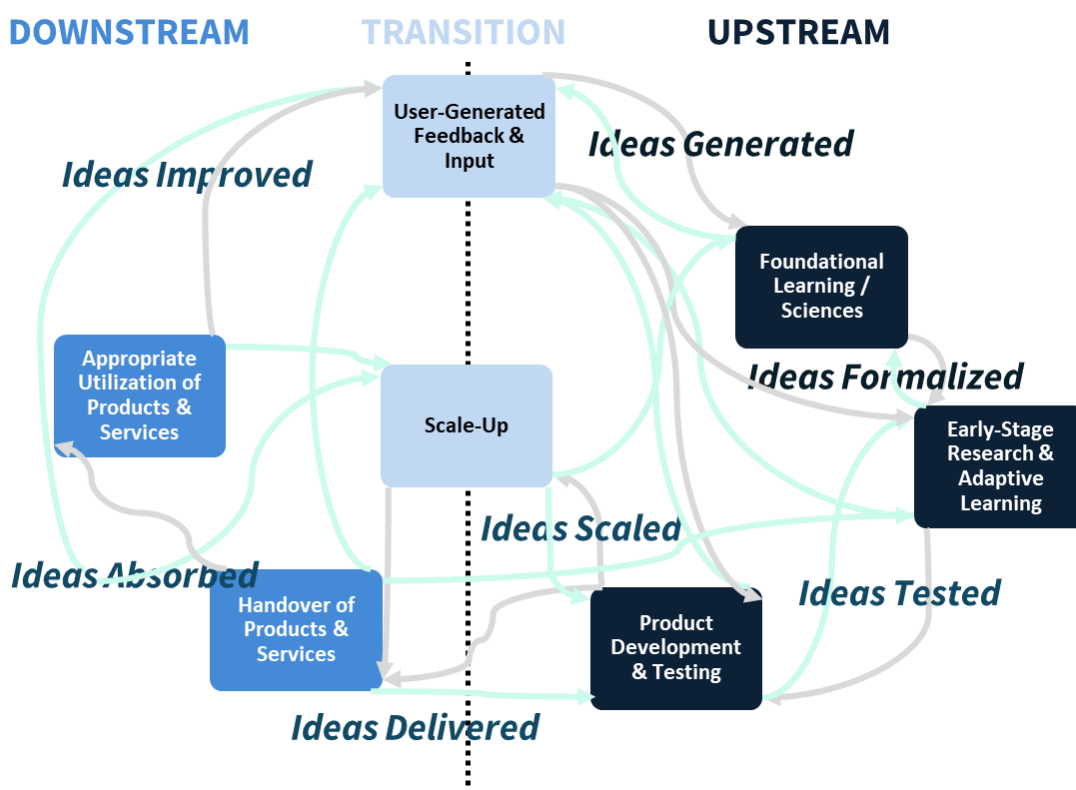 DOWNSTREAM
TRANSITION
UPSTREAM
User-Generated
Feedback &
Input
Ideas Generated
Ideas Improved
Foundational
Learning /
Sciences
Appropriate
Utilization of
Products &
Services
Ideas Formalized
Scale-Up
Early-Stage
Research &
Adaptive
Learning
Ideas Scaled
Ideas Absorbed
Handover of
Products &
Services
Product
Development
& Testing
Ideas Tested
Ideas Delivered